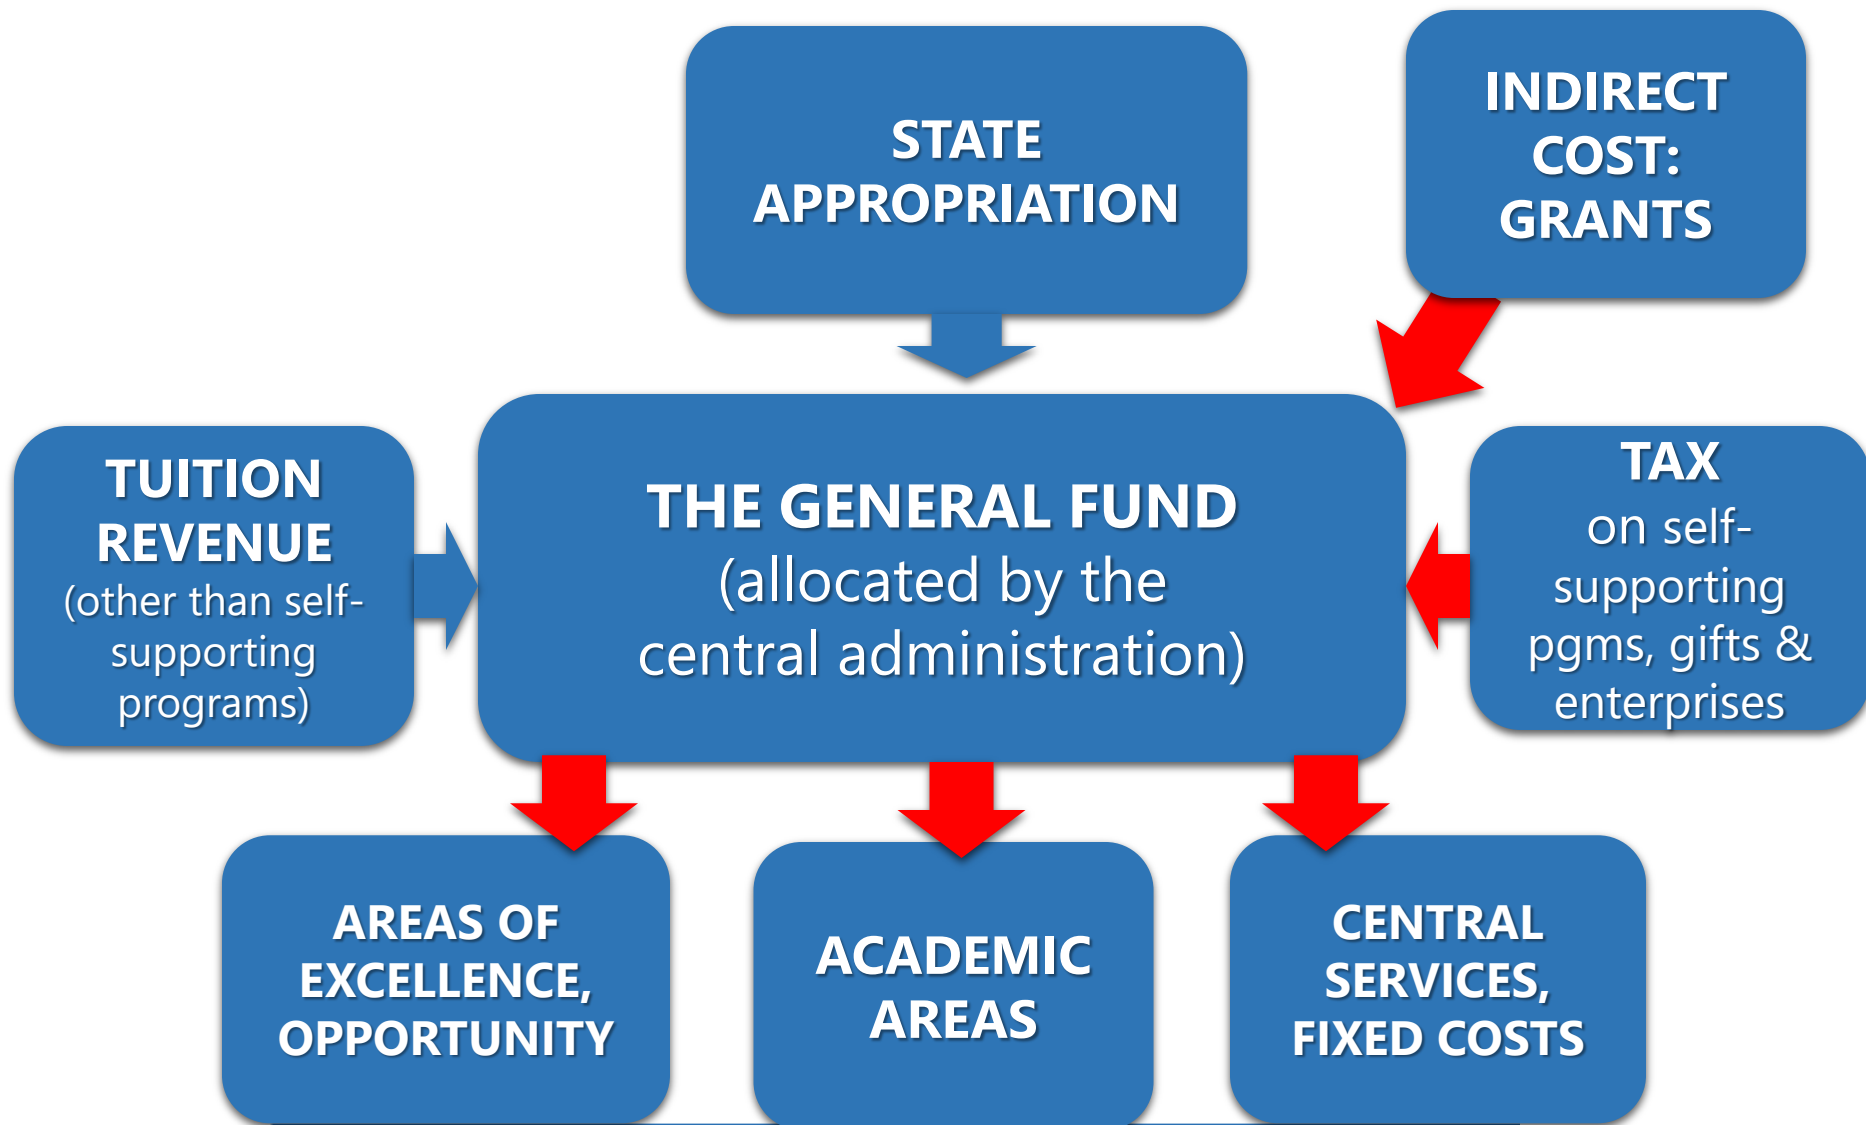 STATE
APPROPRIATION
INDIRECT
COST:
GRANTS
TUITION
REVENUE
(other than self-
supporting
programs)
THE GENERAL FUND
(allocated by the
central administration)
TAX
on self-
supporting
pgms, gifts &
enterprises
AREAS OF
EXCELLENCE,
OPPORTUNITY
ACADEMIC
AREAS
CENTRAL
SERVICES,
FIXED COSTS